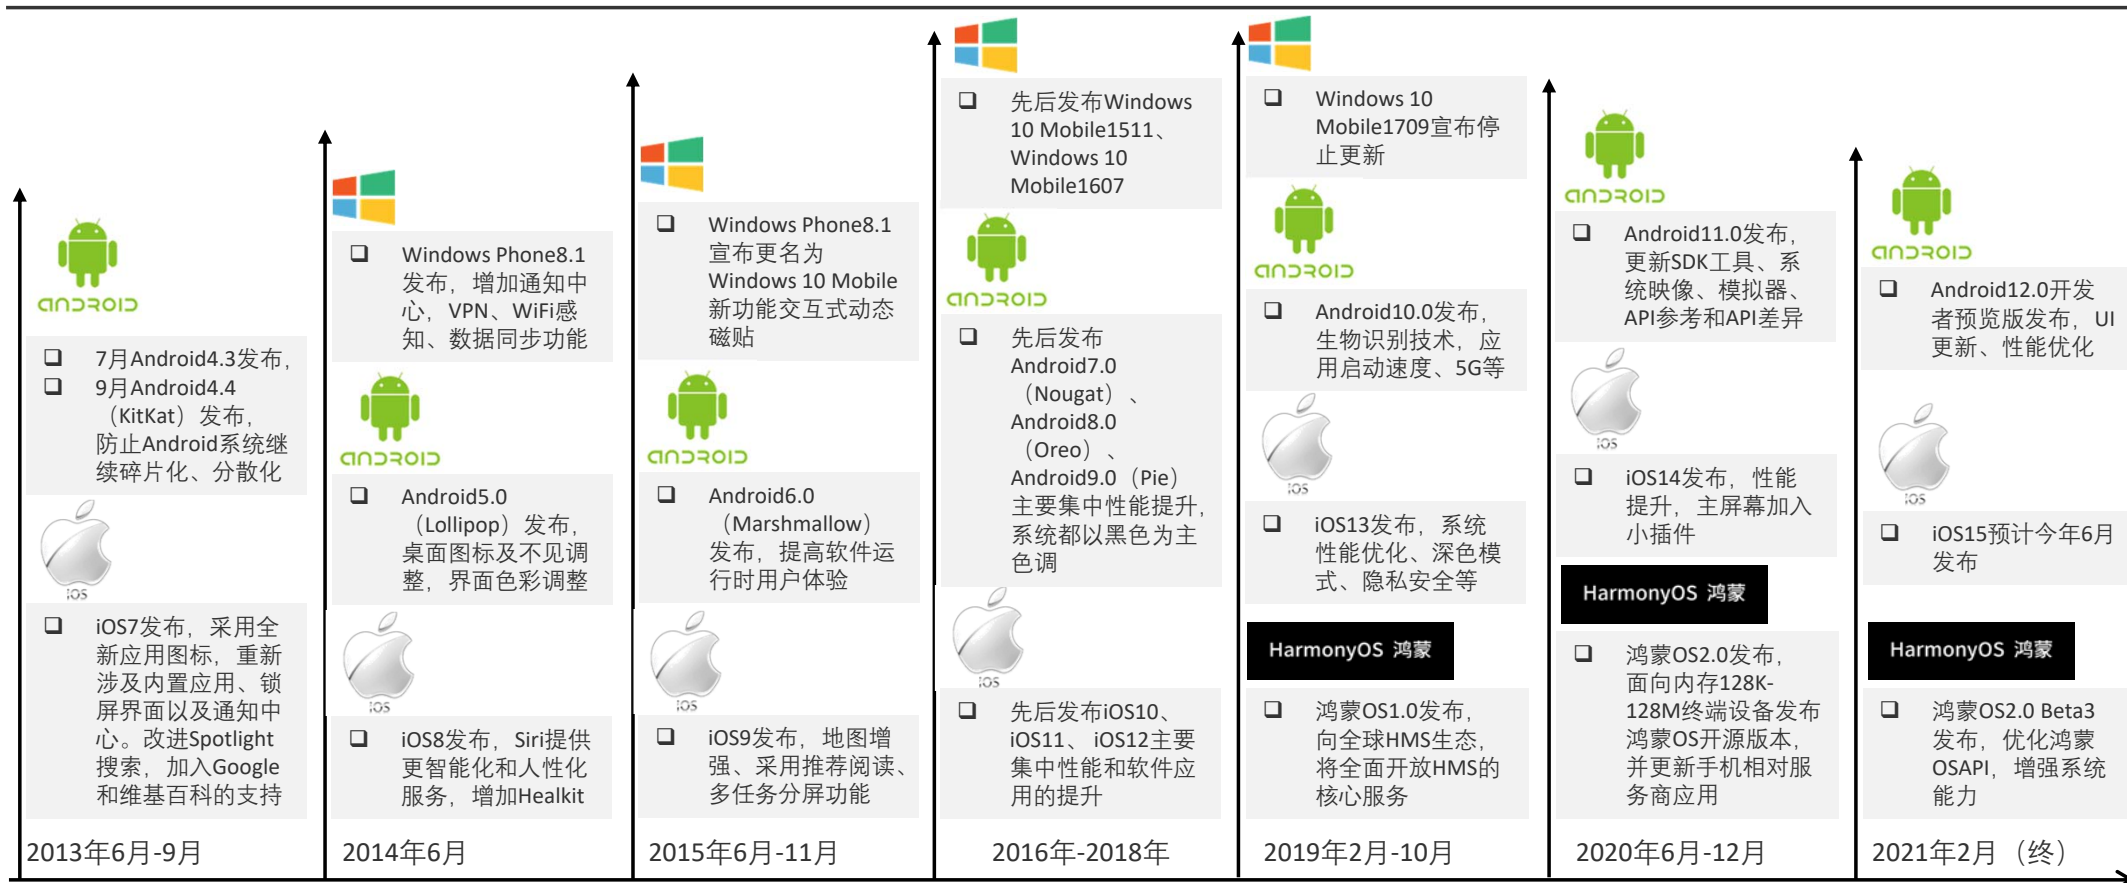 ANDROID
7月Android4.3发布，
9月Android4.4
（KitKat）发布，
防止Android系统继
续碎片化、分散化
iOS
iOS7发布，采用全
新应用图标，重新
涉及内置应用、锁
屏界面以及通知中
心。改进Spotlight
搜索，加入Google
和维基百科的支持
2013年6月-9月
Windows Phone8.1
发布，增加通知中
心，VPN、WiFi感
知、数据同步功能
ANDROID
Android5.0
（Lollipop）发布，
桌面图标及不见调
整，界面色彩调整
iOS
iOS8发布，Siri提供
更智能化和人性化
服务，增加Healkit
2014年6月
Windows Phone8.1
宣布更名为
Windows 10 Mobile
新功能交互式动态
磁贴
ANDROID
Android6.0
（Marshmallow）
发布，提高软件运
行时用户体验
iOS
iOS9发布，地图增
强、采用推荐阅读、
多任务分屏功能
2015年6月-11月
先后发布Windows
10 Mobile1511、
Windows 10
Mobile1607
ANDROID
先后发布
Android7.0
（Nougat）、
Android8.0
（Oreo）、
Android9.0（Pie）
主要集中性能提升，
系统都以黑色为主
色调
iOS
先后发布iOS10、
iOS11、 iOS12主要
集中性能和软件应
用的提升
2016年-2018年
Windows 10
Mobile1709宣布停
止更新
ANDROID
Android10.0发布，
生物识别技术，应
用启动速度、5G等
iOS
iOS13发布，系统
性能优化、深色模
式、隐私安全等
HarmonyOS 鸿蒙
鸿蒙OS1.0发布，
向全球HMS生态，
将全面开放HMS的
核心服务
2019年2月-10月
ANDROID
Android11.0发布，
更新SDK工具、系
统映像、模拟器、
API参考和API差异
iOS
iOS14发布，性能
提升，主屏幕加入
小插件
HarmonyOS 鸿蒙
鸿蒙OS2.0发布，
面向内存128K-
128M终端设备发布
鸿蒙OS开源版本，
并更新手机相对服
务商应用
2020年6月-12月
ANDROID
Android12.0开发
者预览版发布，UI
更新、性能优化
iOS
iOS15预计今年6月
发布
HarmonyOS 鸿蒙
鸿蒙OS2.0 Beta3
发布，优化鸿蒙
OSAPI，增强系统
能力
2021年2月（终）